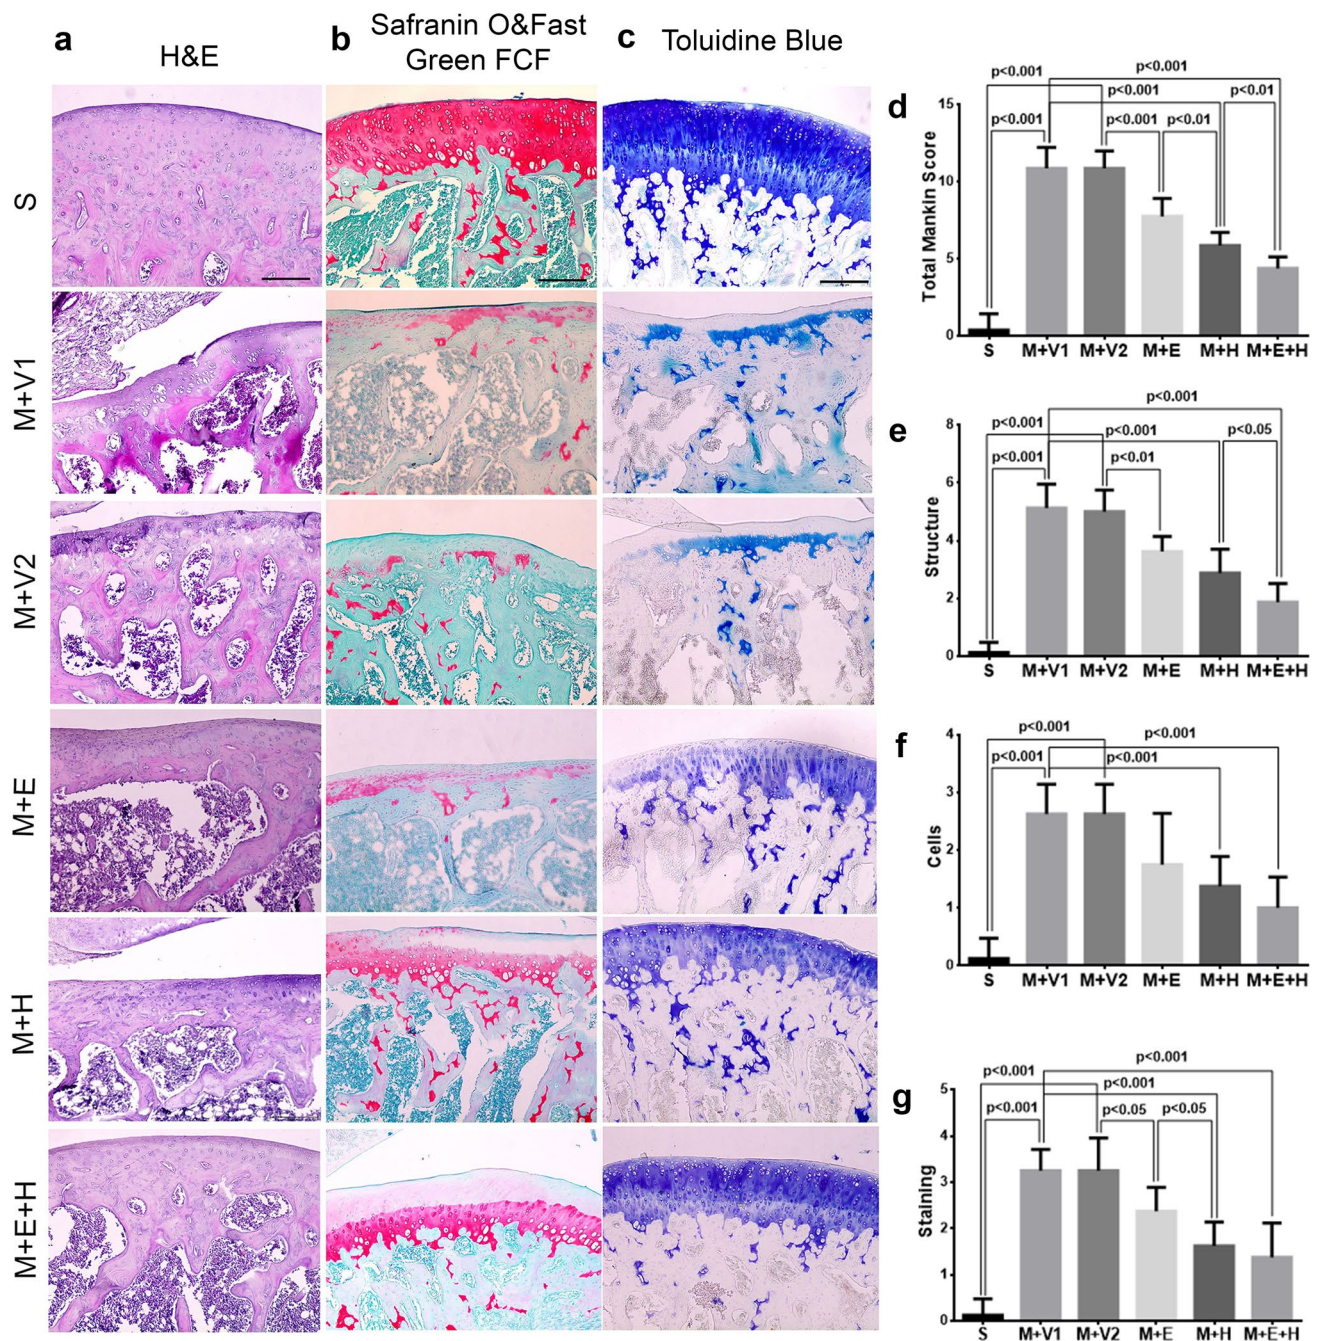 a
H&E
b
Safranin O&Fast
Green FCF
c
Toluidine Blue
S
M+V1
M+V2
M+E
M+H
M+E+H
d
p<0.001
p<0.001
p<0.001
p<0.01
p<0.001
p<0.001
p<0.01
15
10
5
0
Total Mankin Score
S M+V1 M+V2 M+E M+H M+E+H
e
p<0.001
p<0.001
p<0.001
p<0.05
p<0.001
p<0.01
8
6
4
2
0
Structure
S M+V1 M+V2 M+E M+H M+E+H
f
p<0.001
p<0.001
p<0.001
p<0.001
4
3
2
1
0
Cells
S M+V1 M+V2 M+E M+H M+E+H
g
p<0.001
p<0.001
p<0.001
p<0.001
p<0.05
p<0.05
5
4
3
2
1
0
Staining
S M+V1 M+V2 M+E M+H M+E+H